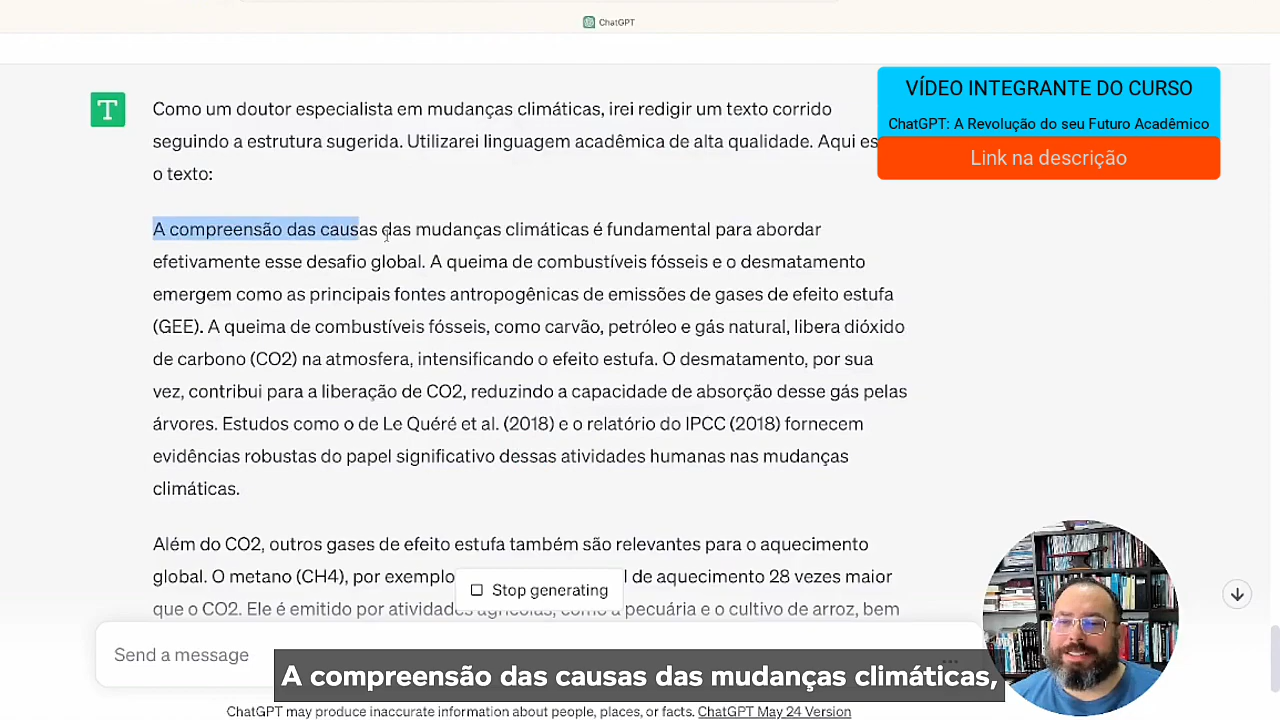 ChatGPT
VÍDEO INTEGRANTE DO CURSO
ChatGPT: A Revolução do seu Futuro Acadêmico
Link na descrição
T
Como um doutor especialista em mudanças climáticas, irei redigir um texto corrido
seguindo a estrutura sugerida. Utilizarei linguagem acadêmica de alta qualidade. Aqui es
o texto:
A compreensão das causas das mudanças climáticas é fundamental para abordar
efetivamente esse desafio global. A queima de combustíveis fósseis e o desmatamento
emergem como as principais fontes antropogênicas de emissões de gases de efeito estufa
(GEE). A queima de combustíveis fósseis, como carvão, petróleo e gás natural, libera dióxido
de carbono (CO2) na atmosfera, intensificando o efeito estufa. O desmatamento, por sua
vez, contribui para a liberação de CO2, reduzindo a capacidade de absorção desse gás pelas
árvores. Estudos como o de Le Quéré et al. (2018) e o relatório do IPCC (2018) fornecem
evidências robustas do papel significativo dessas atividades humanas nas mudanças
climáticas.
Além do CO2, outros gases de efeito estufa também são relevantes para o aquecimento
global. O metano (CH4), por exemplo l de aquecimento 28 vezes maior
Stop generating
que o CO2. Ele é emitido por atividades agrícolas, como a pecuária e o cultivo de arroz, bem
Send a message
A compreensão das causas das mudanças climáticas,
ChatGPT may produce inaccurate information about people, places, or facts. ChatGPT May 24 Version